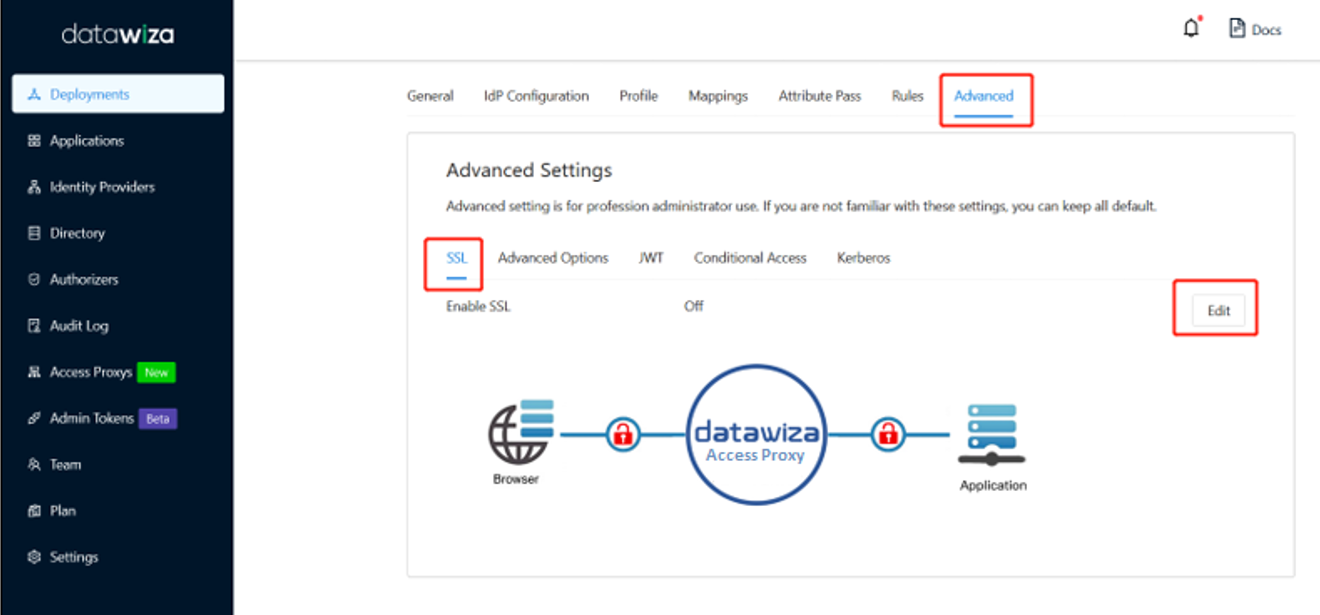 datawiza
Docs
Deployments
Applications
Identity Providers
Directory
Authorizers
Audit Log
Access Proxys New
Admin Tokens Beta
Team
Plan
Settings
General IdP Configuration Profile Mappings Attribute Pass Rules Advanced
Advanced Settings
Advanced setting is for profession administrator use. If you are not familiar with these settings, you can keep all default.
SSL Advanced Options JWT Conditional Access Kerberos
Enable SSL Off Edit
datawiza
Access Proxy
Browser
Application